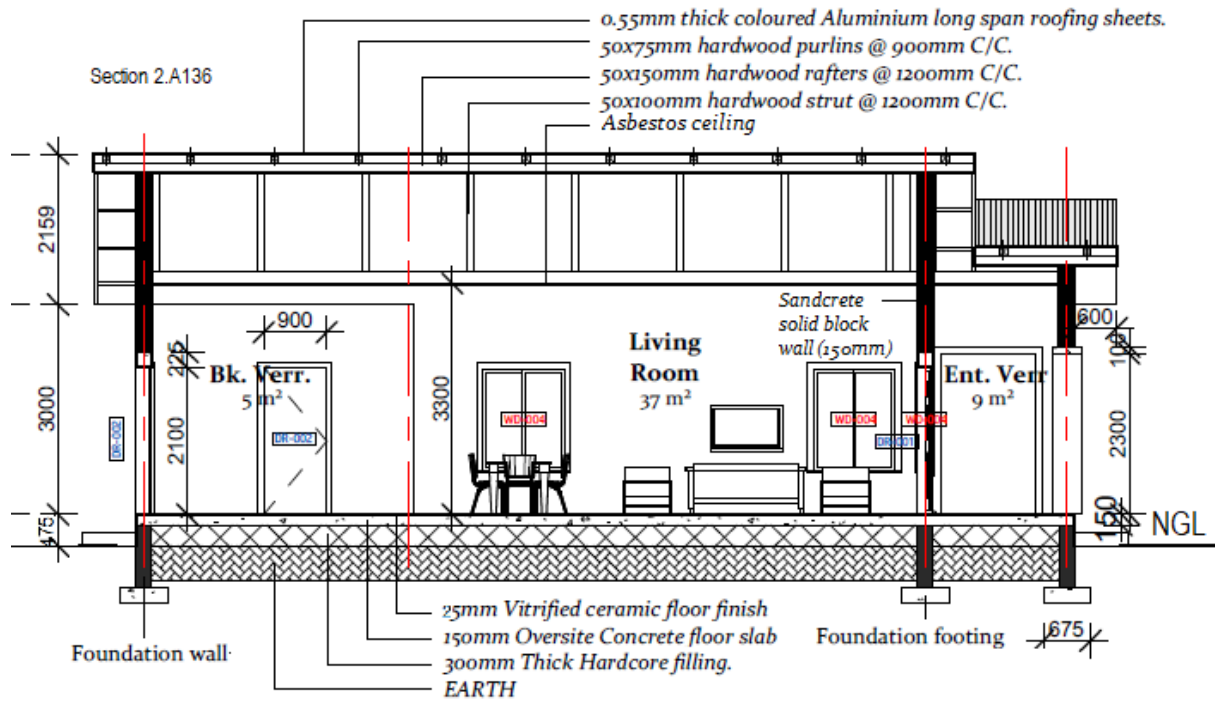 0.55mm thick coloured Aluminium long span roofing sheets.
50x75mm hardwood purlins @ 900mm C/C.
Section 2.A136
50x150mm hardwood rafters @ 1200mm C/C.
50x100mm hardwood strut @ 1200mm C/C.
Asbestos ceiling
2159
Sandcrete
solid block
wall (150mm)
900
600
225
100
Living
Room
37 m²
Bk. Verr.
5 m²
Ent. Verr
9 m²
3000
3300
2100
2300
DR-002
DR-002
WD-004
WD-004
WD-004
DR-001
475
150
NGL
25mm Vitrified ceramic floor finish
150mm Oversite Concrete floor slab
300mm Thick Hardcore filling.
EARTH
Foundation wall
Foundation footing
675